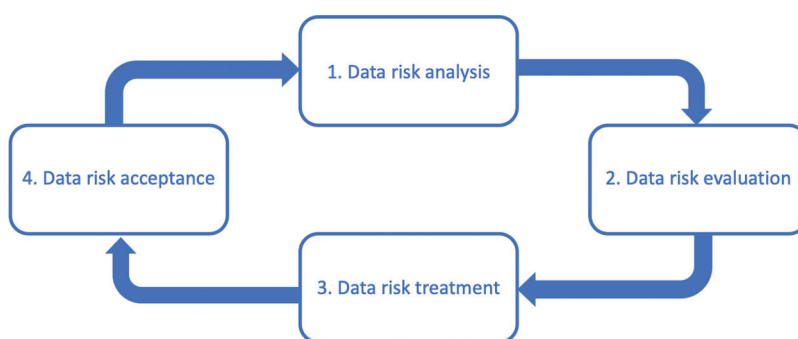 1. Data risk analysis
2. Data risk evaluation
3. Data risk treatment
4. Data risk acceptance